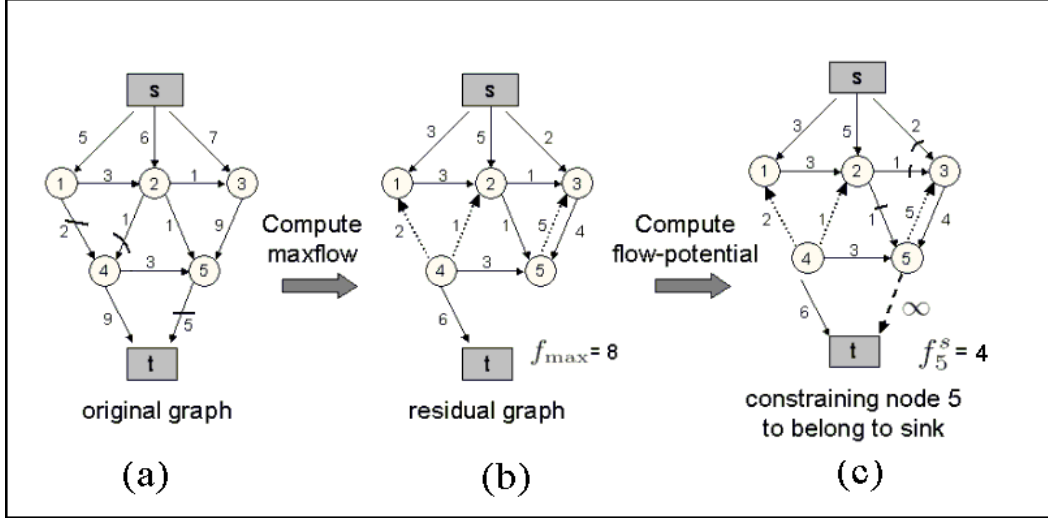 s
5
6
7
1
3
2
1
3
2
1
1
9
4
3
5
9
5
t
original graph
(a)
Compute
maxflow
s
3
5
2
1
3
2
1
3
2
1
1
5
4
4
3
5
6
t
f_max = 8
residual graph
(b)
Compute
flow-potential
s
3
5
2
1
3
2
1
3
2
1
1
5
4
4
3
5
6
∞
t
f_5^s = 4
constraining node 5
to belong to sink
(c)